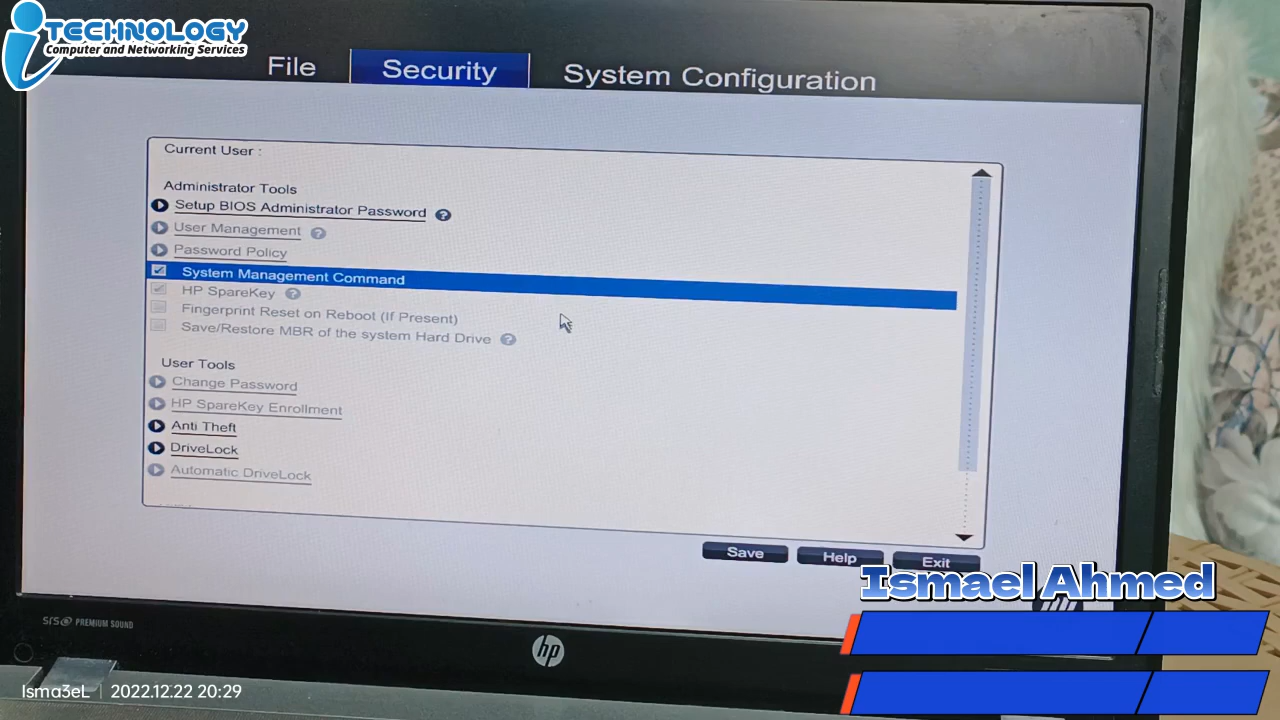 TECHNOLOGY
Computer and Networking Services
File
Security
System Configuration
Current User :
Administrator Tools
Setup BIOS Administrator Password ?
User Management ?
Password Policy
System Management Command
HP SpareKey ?
Fingerprint Reset on Reboot (If Present)
Save/Restore MBR of the system Hard Drive ?
User Tools
Change Password
HP SpareKey Enrollment
Anti Theft
DriveLock
Automatic DriveLock
Save
Help
Exit
Ismael Ahmed
SRS PREMIUM SOUND
hp
Isma3eL | 2022.12.22 20:29